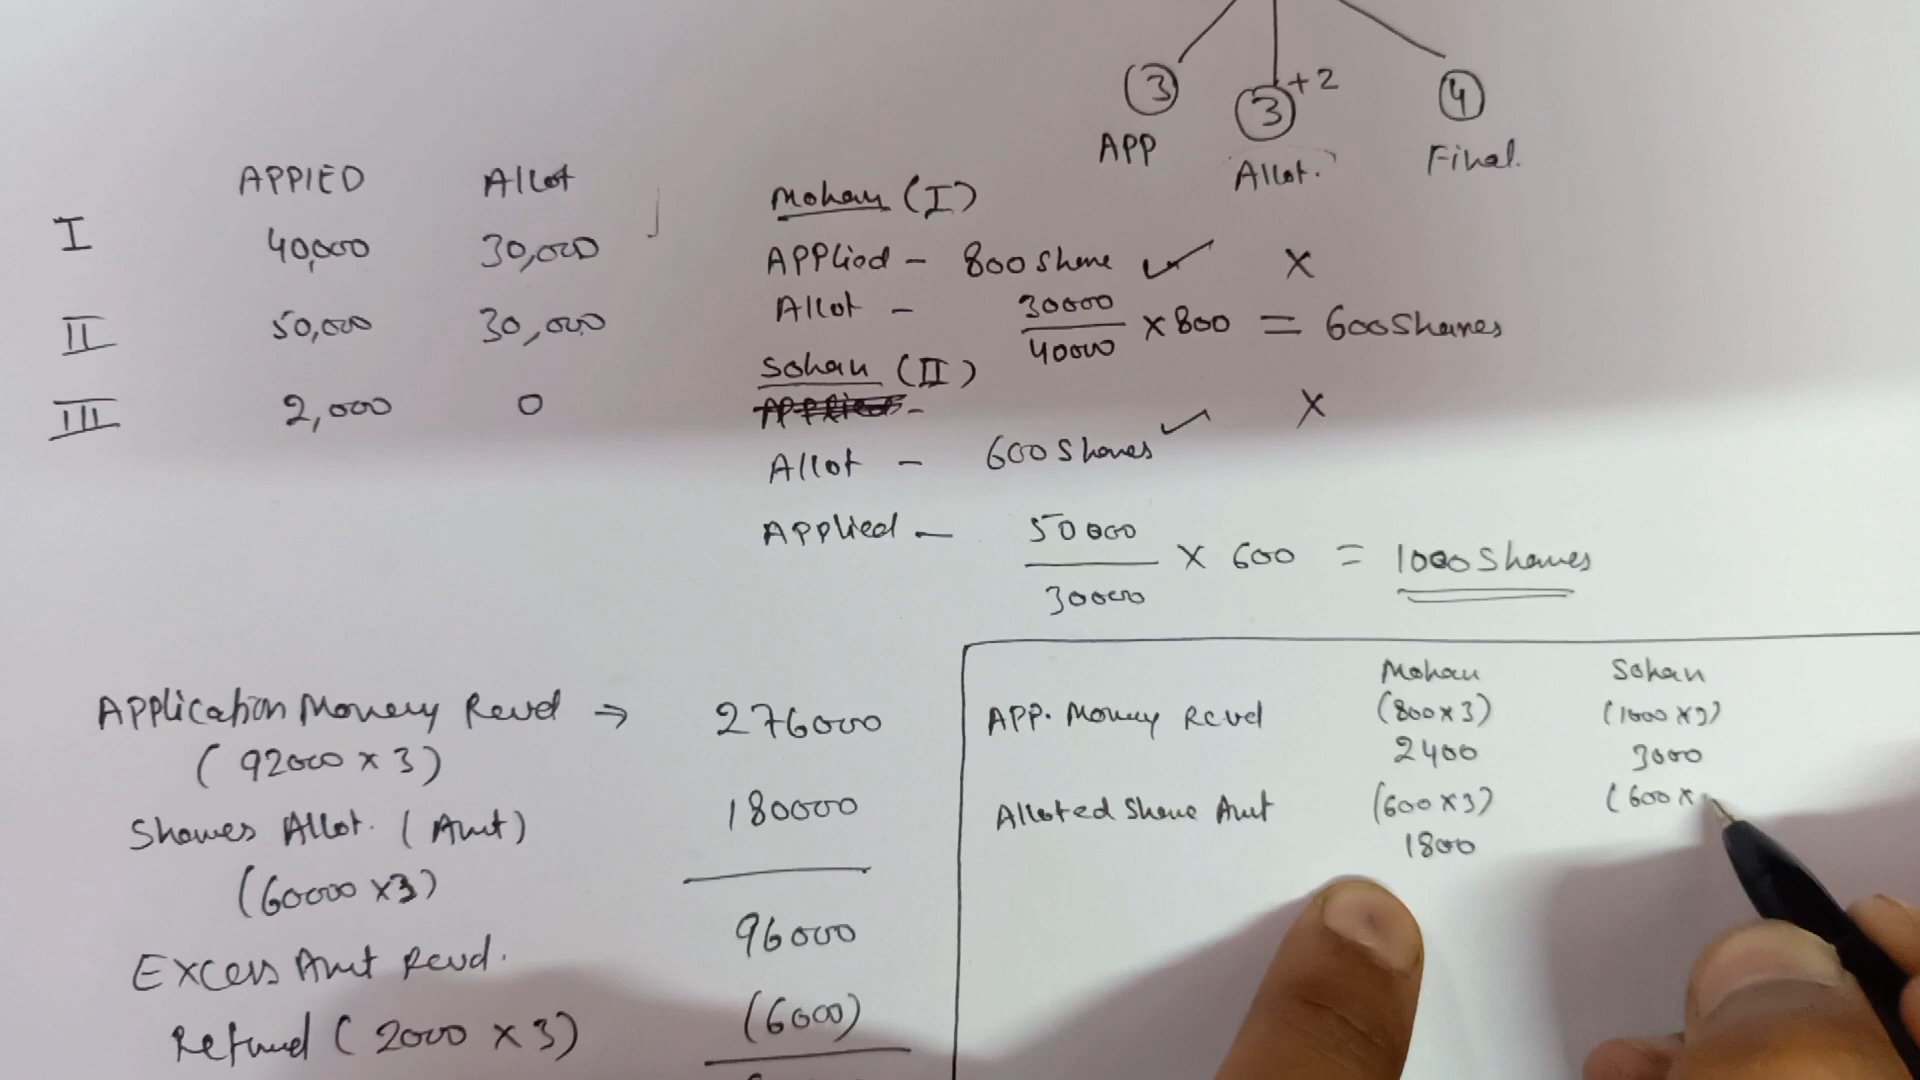 3 3 +2 4
APP Allot. Final.
APPIED Allot
I 40,000 30,000
II 50,000 30,000
III 2,000 0
Mohan (I)
APPlied - 800 Share ✓ X
Allot - 30000/40000 X 800 = 600 Shares
Sohan (II)
X
Allot - 600 Shares ✓
APPlied - 50000/30000 X 600 = 1000 Shares
Application Money Revd → 276000
(92000 x 3)
Shares Allot. (Amt) 180000
(60000 x 3)
96000
Excess Amt Revd.
Refund (2000 x 3) (6000)
Mohan Sohan
APP. Money Rcvd (800 x 3) (1000 x 3)
2400 3000
Alloted Share Amt (600 x 3) (600 x
1800